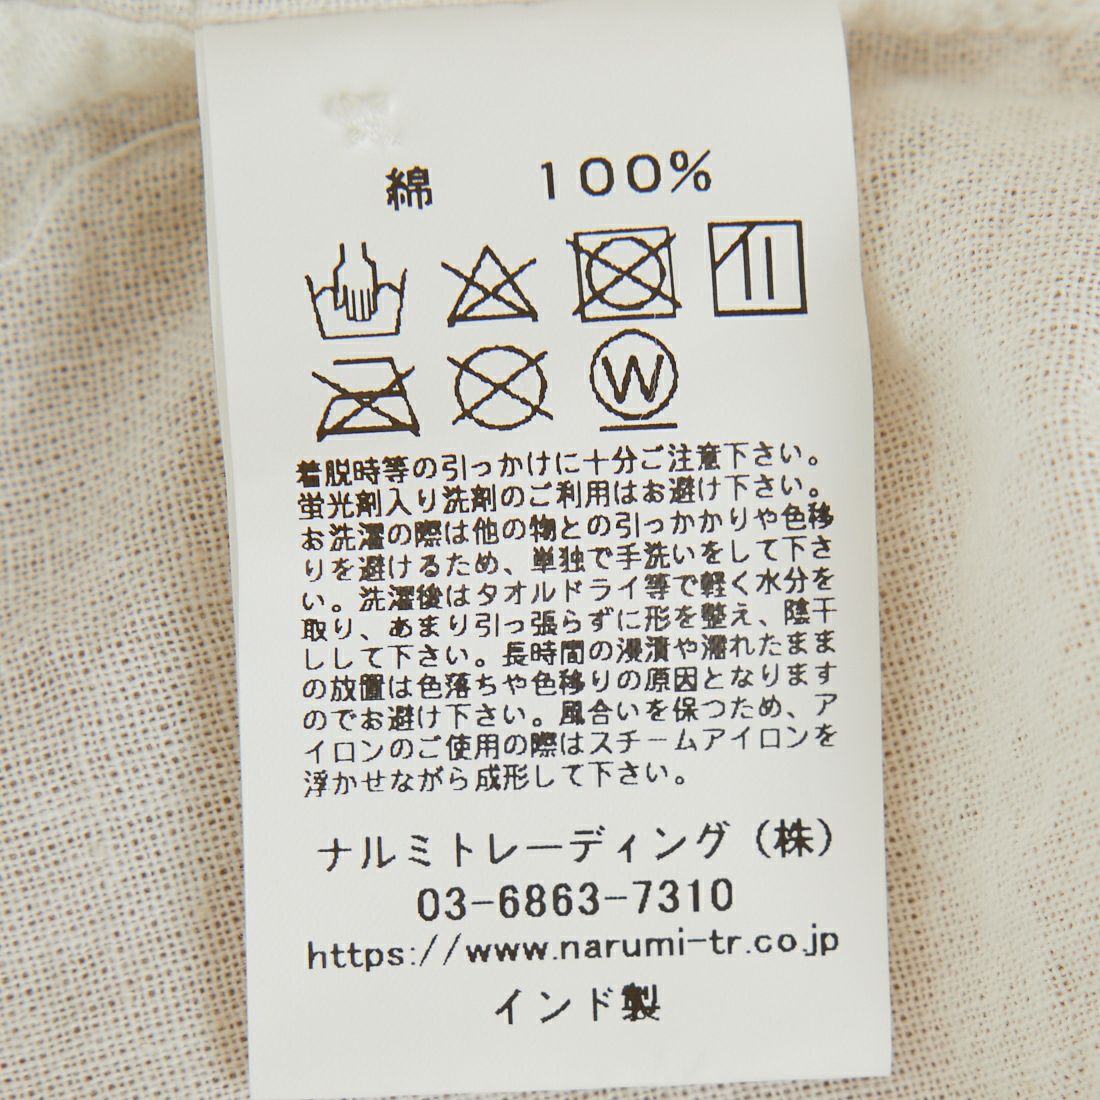 綿 100%
W
着脱時等の引っかけに十分ご注意下さい。
蛍光剤入り洗剤のご利用はお避け下さい。
お洗濯の際は他の物との引っかかりや色移
りを避けるため、単独で手洗いをして下さ
い。洗濯後はタオルドライ等で軽く水分を
取り、あまり引っ張らずに形を整え、陰干
しして下さい。長時間の浸漬や濡れたまま
の放置は色落ちや色移りの原因となります
のでお避け下さい。風合いを保つため、ア
イロンのご使用の際はスチームアイロンを
浮かせながら成形して下さい。
ナルミトレーディング（株）
03-6863-7310
https://www.narumi-tr.co.jp
インド製